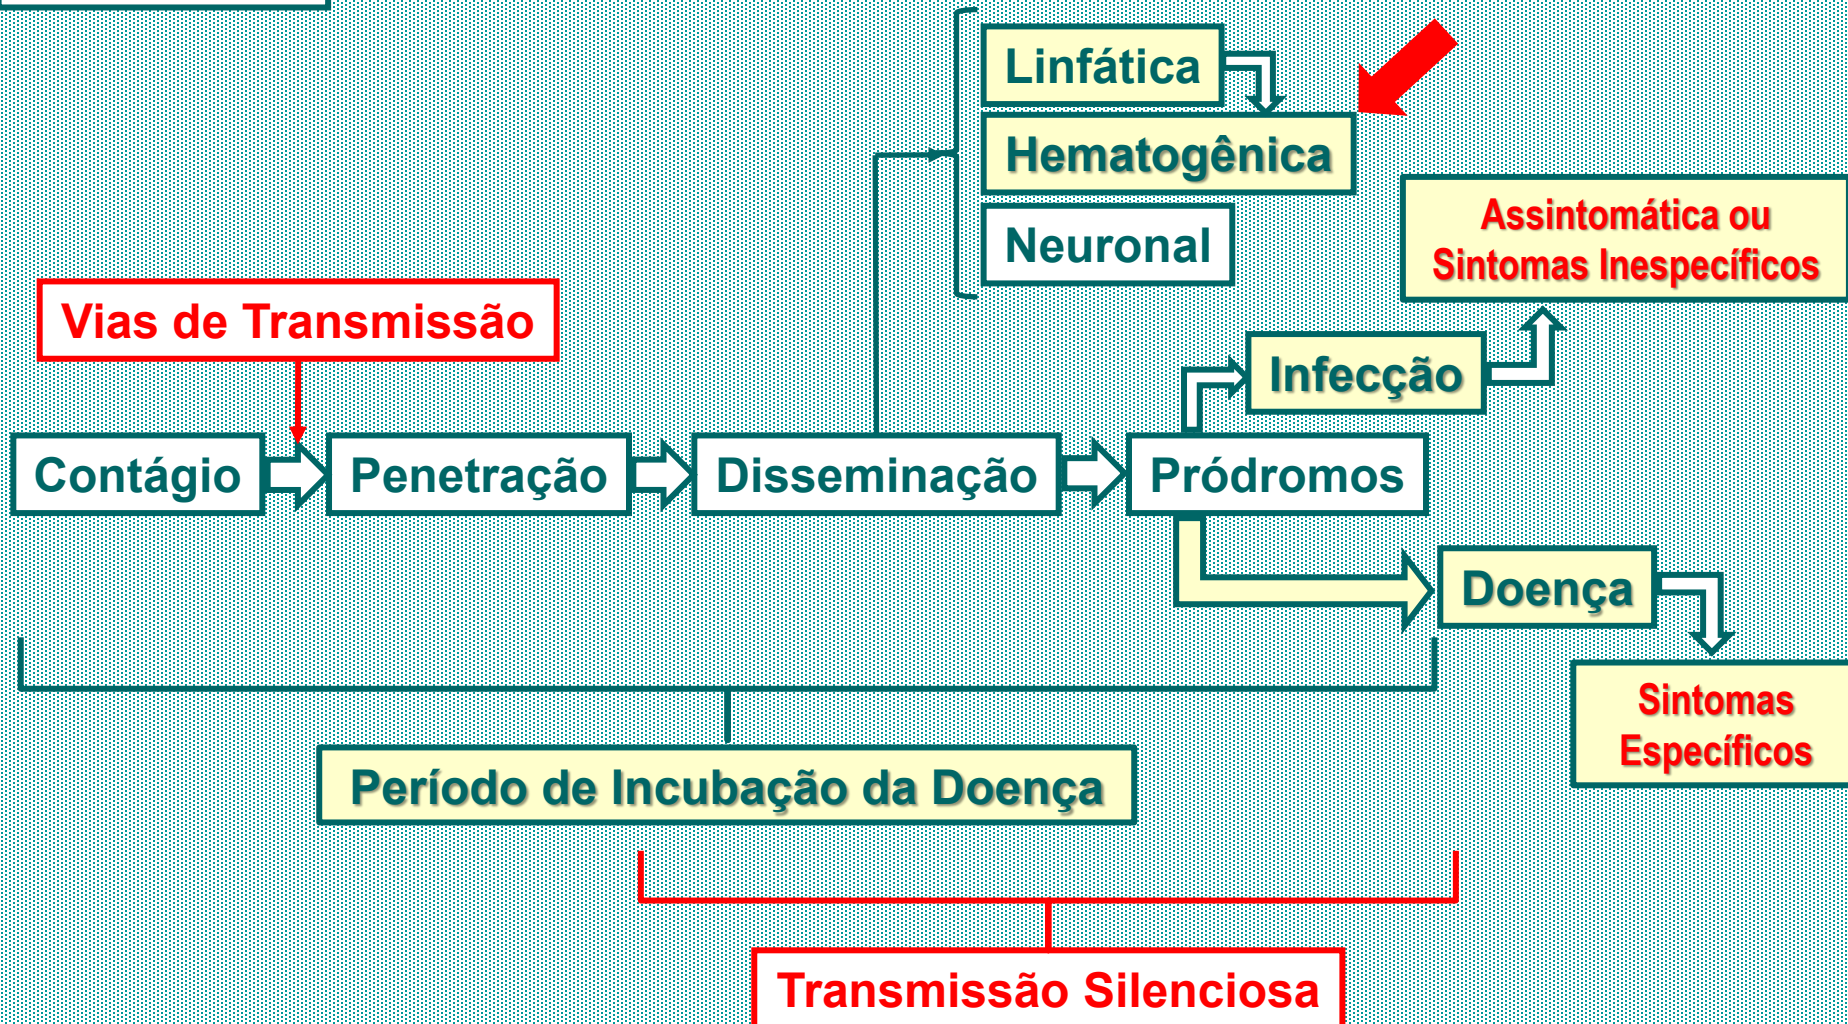 Linfática
Hematogênica
Neuronal
Assintomática ou
Sintomas Inespecíficos
Vias de Transmissão
Infecção
Contágio
Penetração
Disseminação
Pródromos
Doença
Sintomas
Específicos
Período de Incubação da Doença
Transmissão Silenciosa